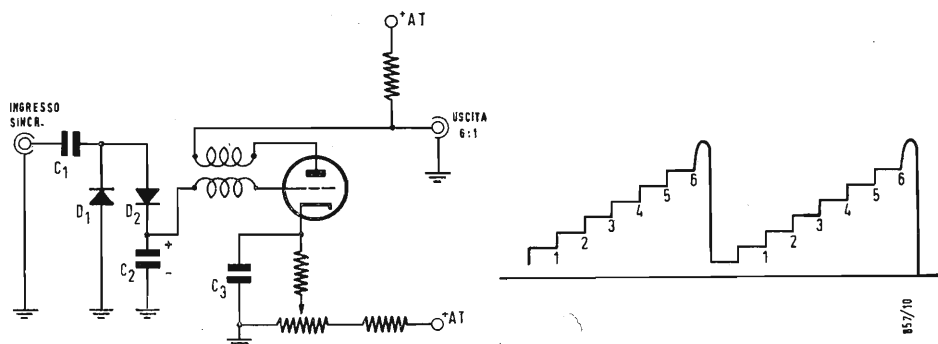 +AT
INGRESSO
SINCR.
C1
D1
D2
+
-
C2
C3
USCITA
6:1
+AT
1
2
3
4
5
6
1
2
3
4
5
6
857/10